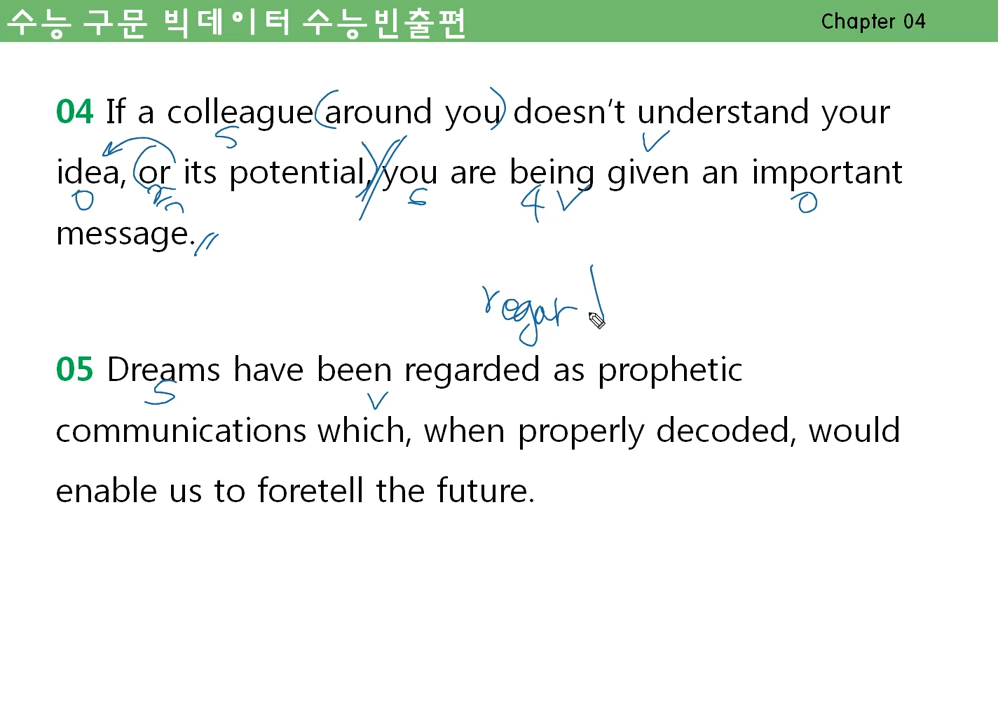 수능 구문 빅데이터 수능빈출편
Chapter 04
04 If a colleague (around you) doesn't understand your
S V
idea, (or its potential, you are being given an important
O S 4 V O
message.
regar
05 Dreams have been regarded as prophetic
S V
communications which, when properly decoded, would
enable us to foretell the future.